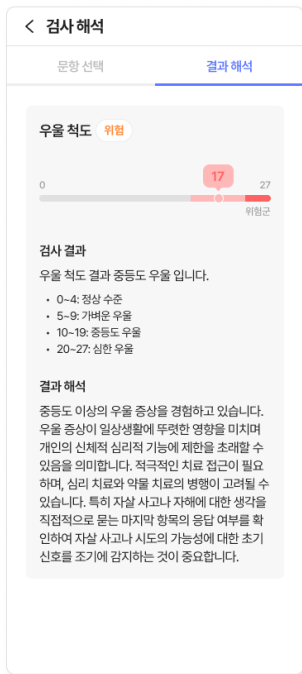 검사 해석
문항 선택
결과 해석
우울 척도 위험
17
0
27
위험군
검사 결과
우울 척도 결과 중등도 우울 입니다.
• 0~4: 정상 수준
• 5~9: 가벼운 우울
• 10~19: 중등도 우울
• 20~27: 심한 우울
결과 해석
중등도 이상의 우울 증상을 경험하고 있습니다.
우울 증상이 일상생활에 뚜렷한 영향을 미치며
개인의 신체적 심리적 기능에 제한을 초래할 수
있음을 의미합니다. 적극적인 치료 접근이 필요
하며, 심리 치료와 약물 치료의 병행이 고려될 수
있습니다. 특히 자살 사고나 자해에 대한 생각을
직접적으로 묻는 마지막 항목의 응답 여부를 확
인하여 자살 사고나 시도의 가능성에 대한 초기
신호를 조기에 감지하는 것이 중요합니다.